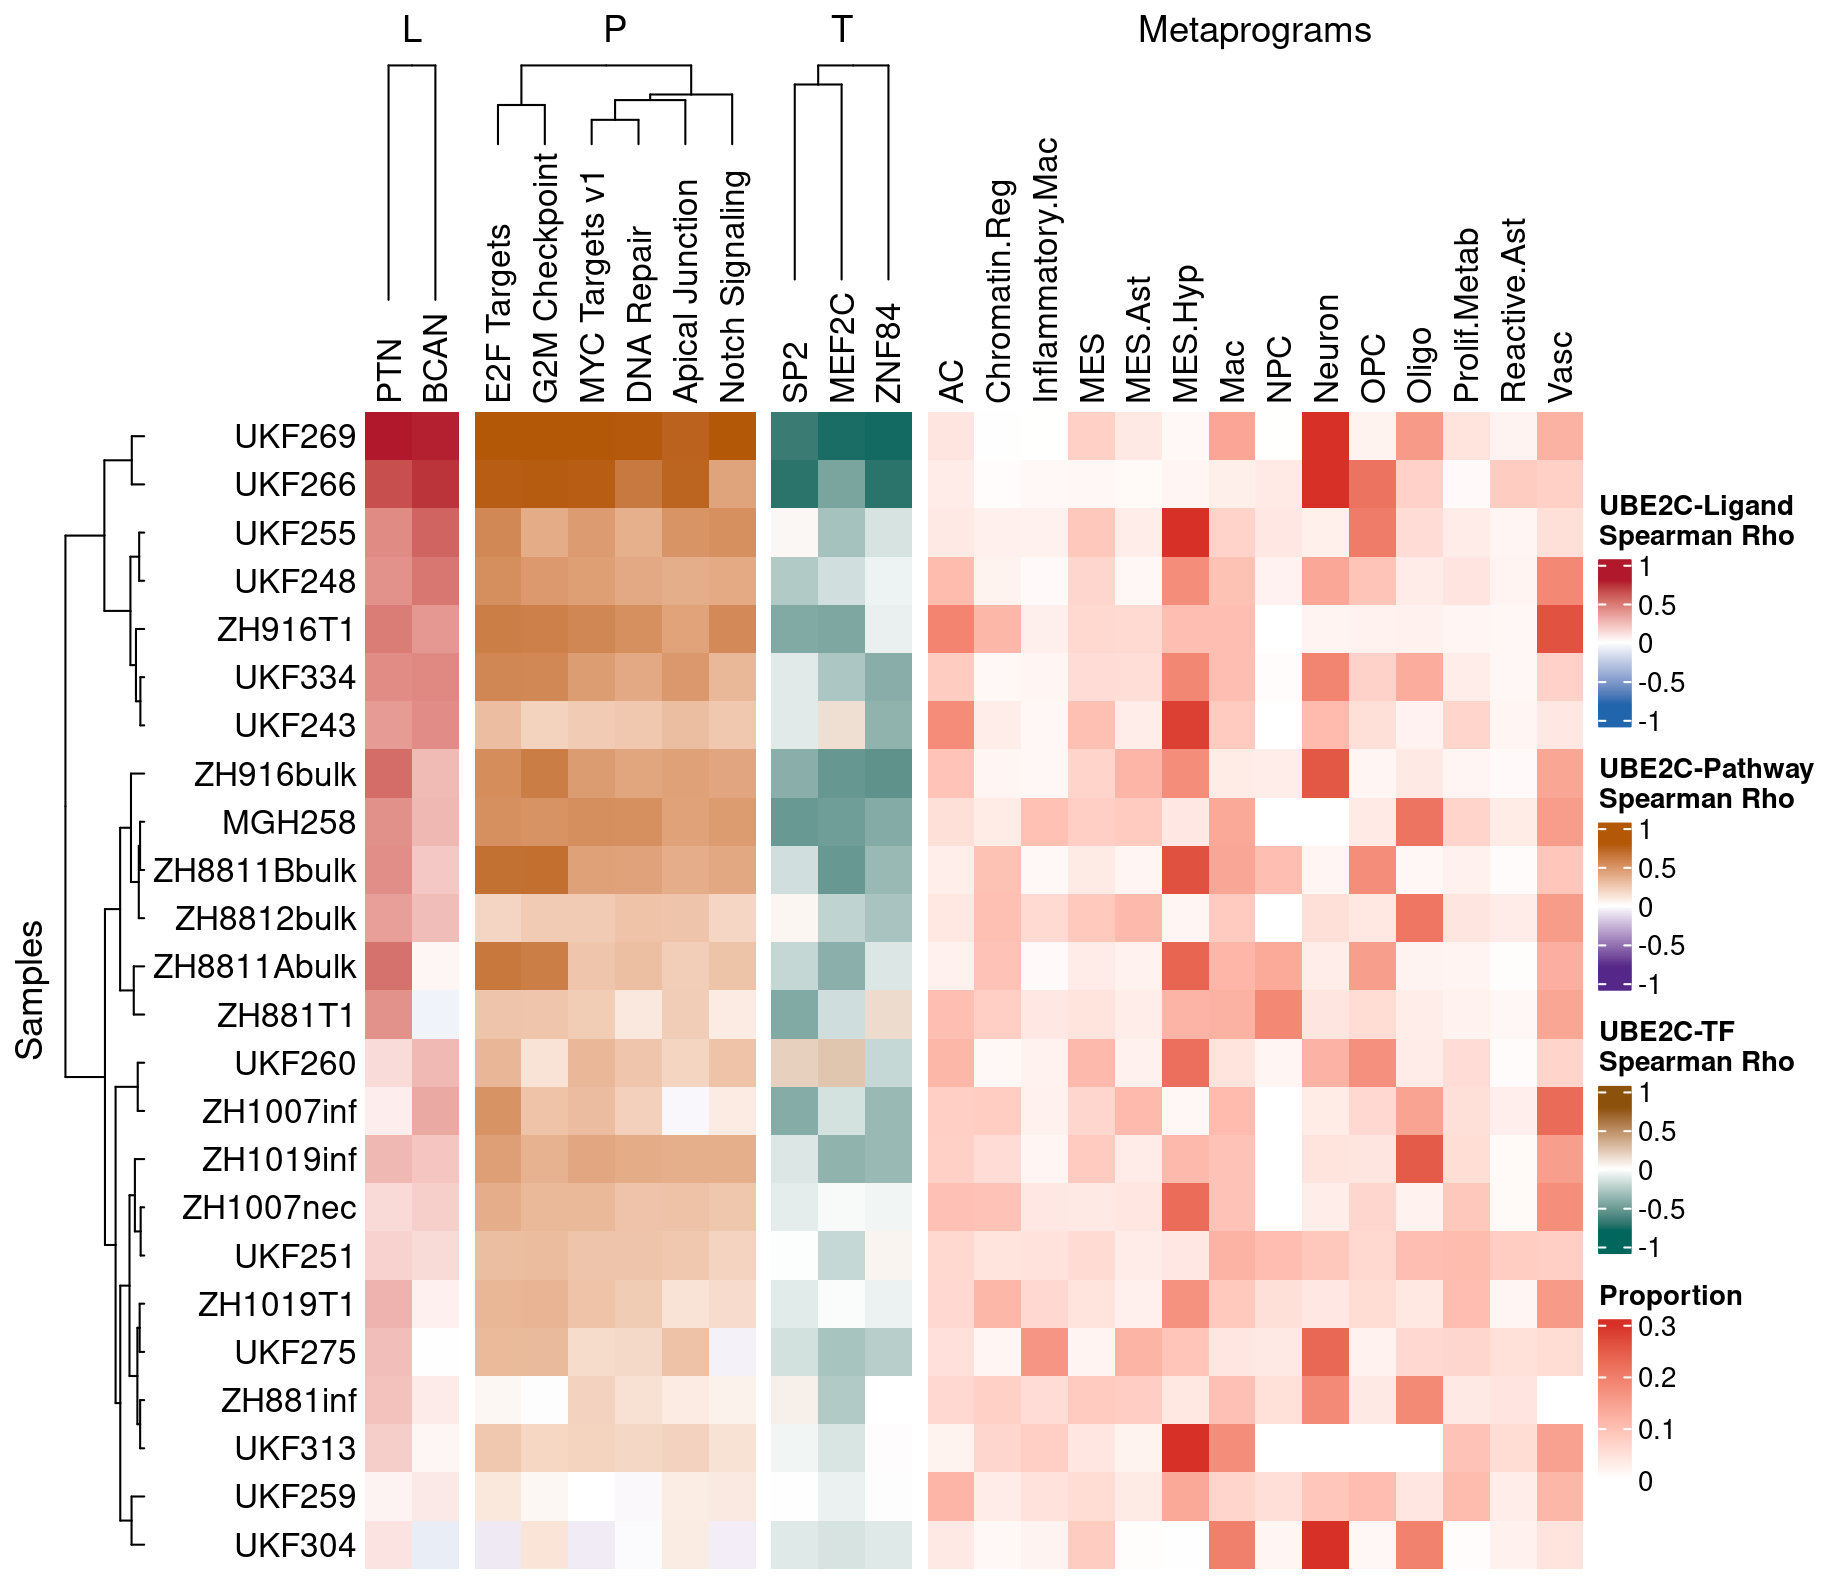 L
P
T
Metaprograms
PTN
BCAN
E2F Targets
G2M Checkpoint
MYC Targets v1
DNA Repair
Apical Junction
Notch Signaling
SP2
MEF2C
ZNF84
AC
Chromatin.Reg
Inflammatory.Mac
MES
MES.Ast
MES.Hyp
Mac
NPC
Neuron
OPC
Oligo
Prolif.Metab
Reactive.Ast
Vasc
Samples
UKF269
UKF266
UKF255
UKF248
ZH916T1
UKF334
UKF243
ZH916bulk
MGH258
ZH8811Bbulk
ZH8812bulk
ZH8811Abulk
ZH881T1
UKF260
ZH1007inf
ZH1019inf
ZH1007nec
UKF251
ZH1019T1
UKF275
ZH881inf
UKF313
UKF259
UKF304
UBE2C-Ligand
Spearman Rho
1
0.5
0
-0.5
-1
UBE2C-Pathway
Spearman Rho
1
0.5
0
-0.5
-1
UBE2C-TF
Spearman Rho
1
0.5
0
-0.5
-1
Proportion
0.3
0.2
0.1
0